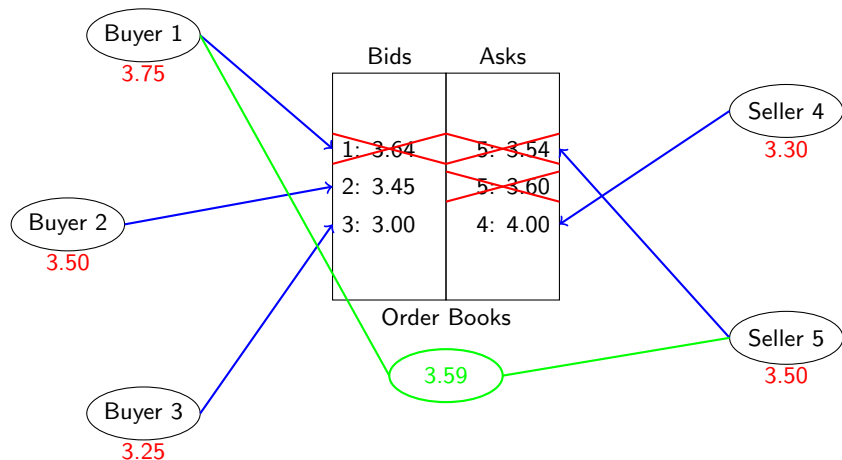 Buyer 1
3.75
Bids
Asks
Seller 4
3.30
1: 3.64
5: 3.54
2: 3.45
5: 3.60
3: 3.00
4: 4.00
Buyer 2
3.50
Order Books
Seller 5
3.50
3.59
Buyer 3
3.25